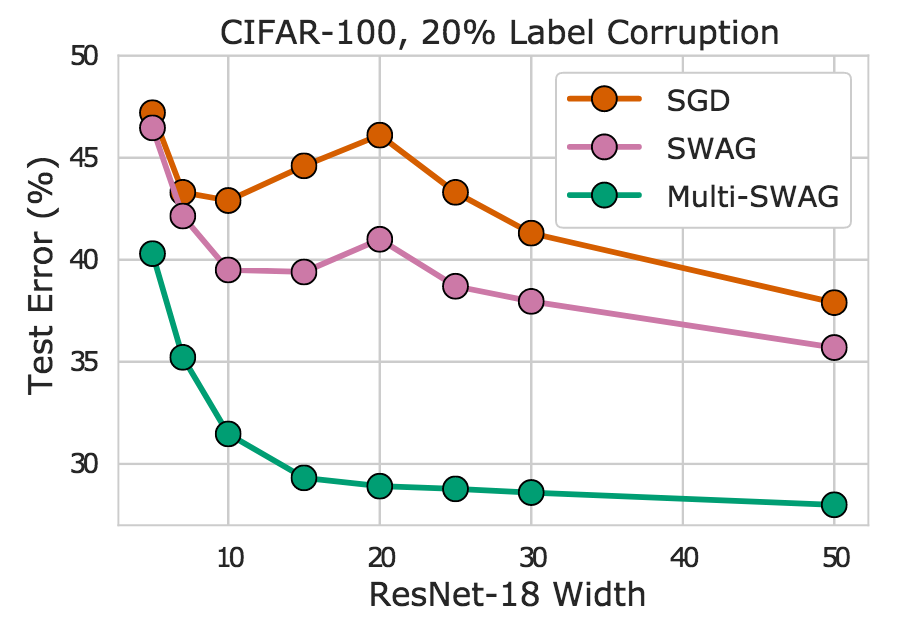 CIFAR-100, 20% Label Corruption
50
45
40
35
30
Test Error (%)
SGD
SWAG
Multi-SWAG
10 20 30 40 50
ResNet-18 Width